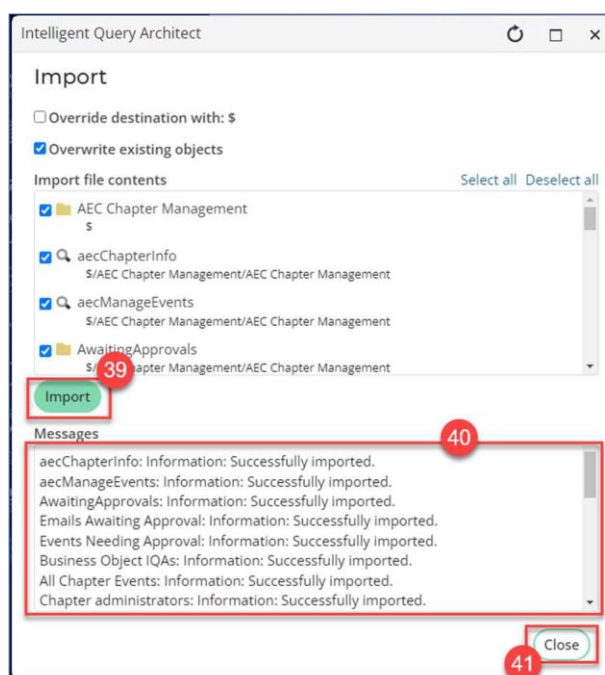 Intelligent Query Architect
Import
Override destination with: $
Overwrite existing objects
Import file contents Select all Deselect all
AEC Chapter Management
$
aecChapterInfo
$/AEC Chapter Management/AEC Chapter Management
aecManageEvents
$/AEC Chapter Management/AEC Chapter Management
AwaitingApprovals
Chapter Management/AEC Chapter Management
39
Import
Messages
40
aecChapterInfo: Information: Successfully imported.
aecManageEvents: Information: Successfully imported.
AwaitingApprovals: Information: Successfully imported.
Emails Awaiting Approval: Information: Successfully imported.
Events Needing Approval: Information: Successfully imported.
Business Object IQAs: Information: Successfully imported.
All Chapter Events: Information: Successfully imported.
Chapter administrators: Information: Successfully imported.
Close
41